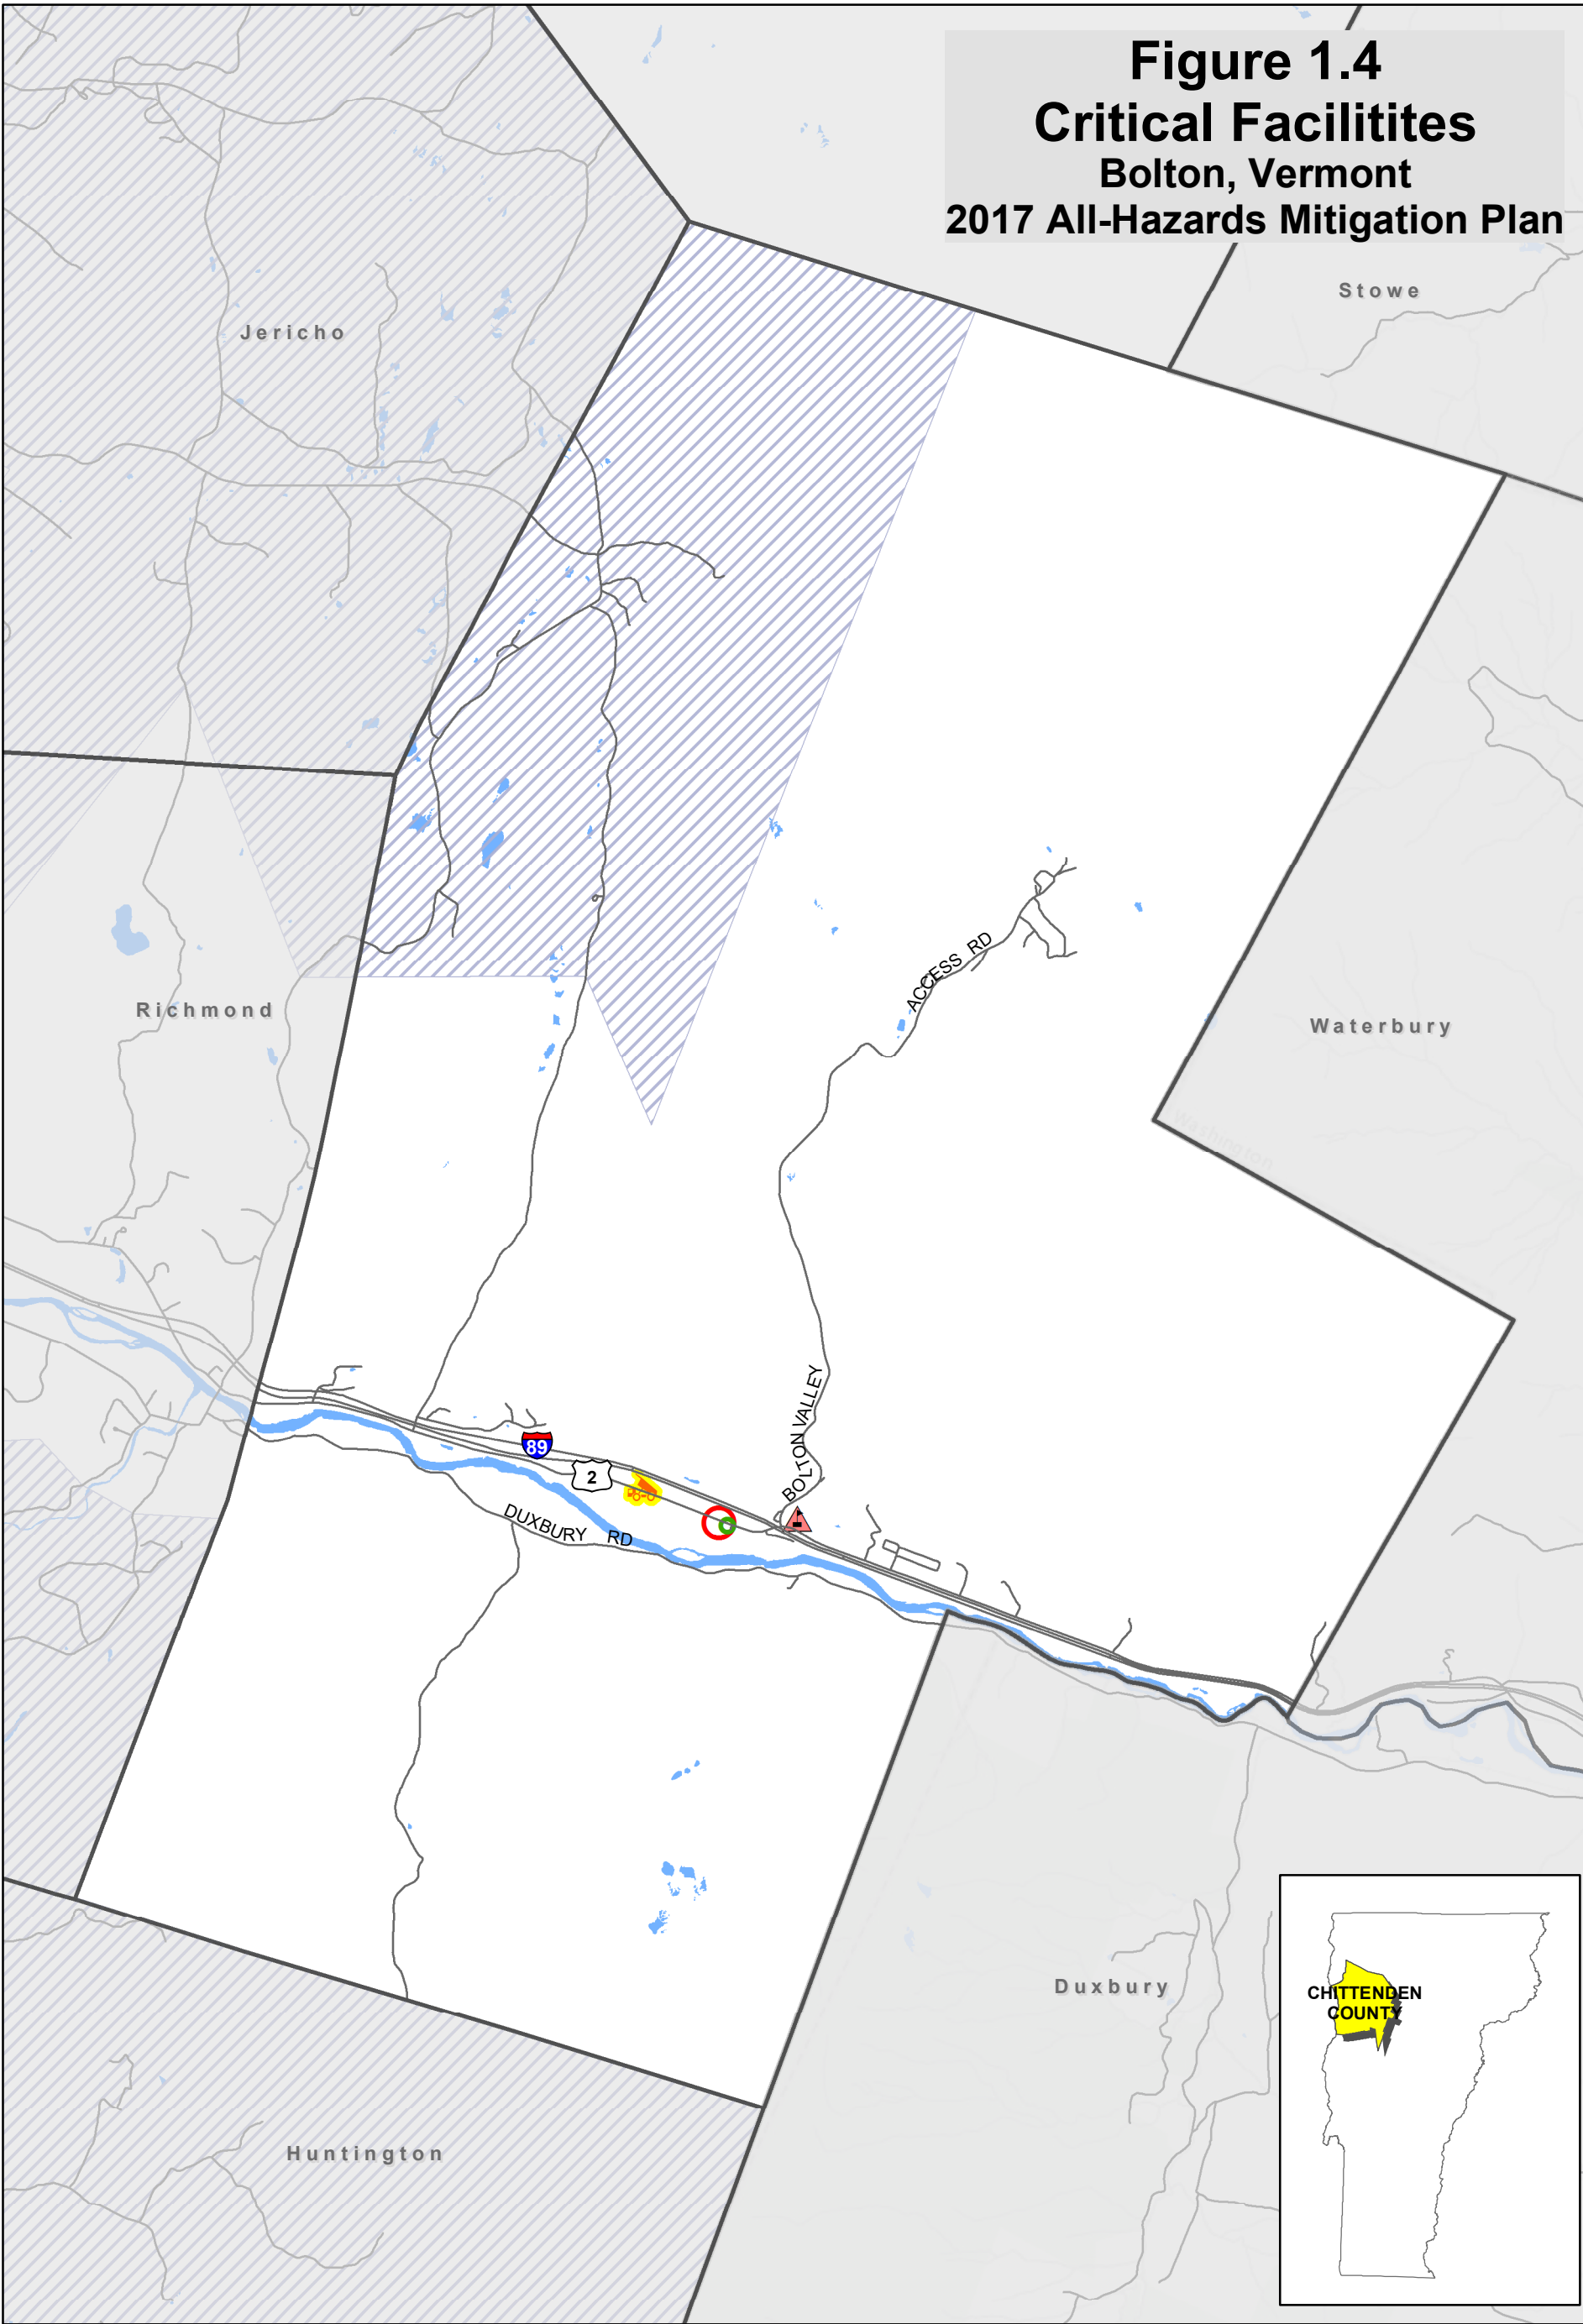 Figure 1.4
Critical Facilitites
Bolton, Vermont
2017 All-Hazards Mitigation Plan
Stowe
Jericho
Richmond
ACCESS RD
Waterbury
Washington
BOLTON VALLEY
89
2
DUXBURY RD
Duxbury
CHITTENDEN
COUNTY
Huntington